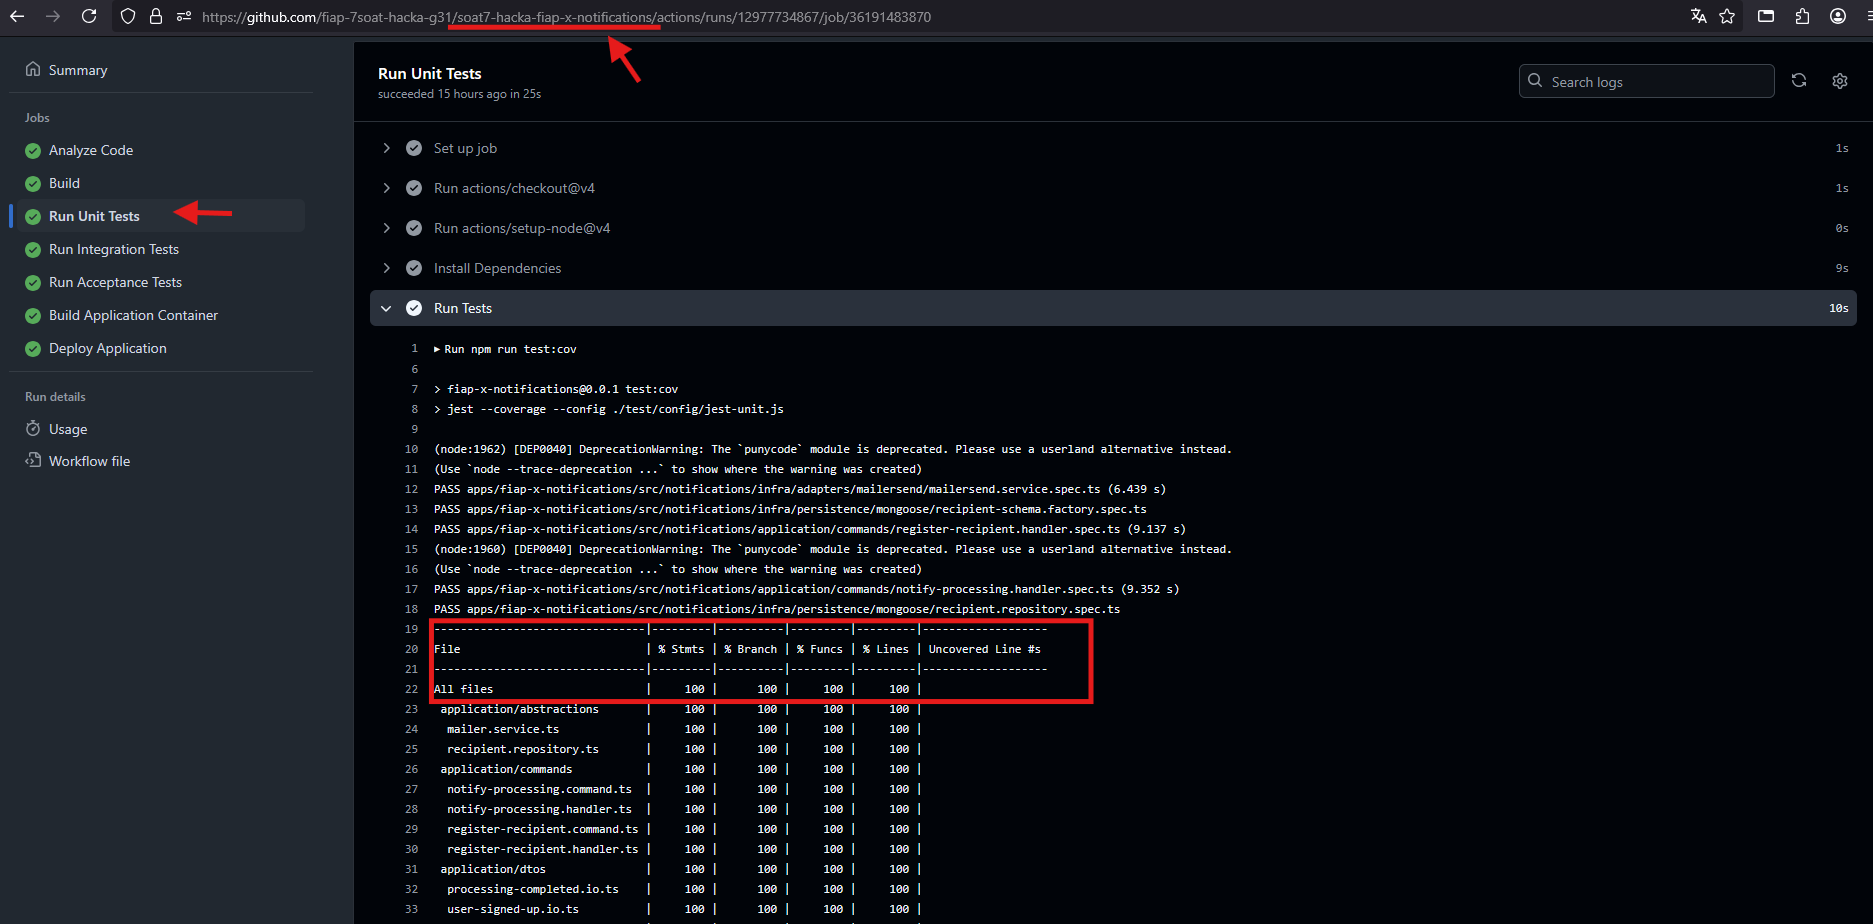 https://github.com/fiap-7soat-hacka-g31/soat7-hacka-fiap-x-notifications/actions/runs/12977734867/job/36191483870
Summary
Jobs
Analyze Code
Build
Run Unit Tests
Run Integration Tests
Run Acceptance Tests
Build Application Container
Deploy Application
Run details
Usage
Workflow file
Run Unit Tests
succeeded 15 hours ago in 25s
Search logs
Set up job 1s
Run actions/checkout@v4 1s
Run actions/setup-node@v4 0s
Install Dependencies 9s
Run Tests 10s
1 ▶ Run npm run test:cov
6
7 > fiap-x-notifications@0.0.1 test:cov
8 > jest --coverage --config ./test/config/jest-unit.js
9
10 (node:1962) [DEP0040] DeprecationWarning: The `punycode` module is deprecated. Please use a userland alternative instead.
11 (Use `node --trace-deprecation ...` to show where the warning was created)
12 PASS apps/fiap-x-notifications/src/notifications/infra/adapters/mailersend/mailersend.service.spec.ts (6.439 s)
13 PASS apps/fiap-x-notifications/src/notifications/infra/persistence/mongoose/recipient-schema.factory.spec.ts
14 PASS apps/fiap-x-notifications/src/notifications/application/commands/register-recipient.handler.spec.ts (9.137 s)
15 (node:1960) [DEP0040] DeprecationWarning: The `punycode` module is deprecated. Please use a userland alternative instead.
16 (Use `node --trace-deprecation ...` to show where the warning was created)
17 PASS apps/fiap-x-notifications/src/notifications/application/commands/notify-processing.handler.spec.ts (9.352 s)
18 PASS apps/fiap-x-notifications/src/notifications/infra/persistence/mongoose/recipient.repository.spec.ts
19 --------------------------------|---------|----------|---------|---------|-------------------
20 File | % Stmts | % Branch | % Funcs | % Lines | Uncovered Line #s
21 --------------------------------|---------|----------|---------|---------|-------------------
22 All files | 100 | 100 | 100 | 100 |
23 application/abstractions | 100 | 100 | 100 | 100 |
24 mailer.service.ts | 100 | 100 | 100 | 100 |
25 recipient.repository.ts | 100 | 100 | 100 | 100 |
26 application/commands | 100 | 100 | 100 | 100 |
27 notify-processing.command.ts | 100 | 100 | 100 | 100 |
28 notify-processing.handler.ts | 100 | 100 | 100 | 100 |
29 register-recipient.command.ts | 100 | 100 | 100 | 100 |
30 register-recipient.handler.ts | 100 | 100 | 100 | 100 |
31 application/dtos | 100 | 100 | 100 | 100 |
32 processing-completed.io.ts | 100 | 100 | 100 | 100 |
33 user-signed-up.io.ts | 100 | 100 | 100 | 100 |